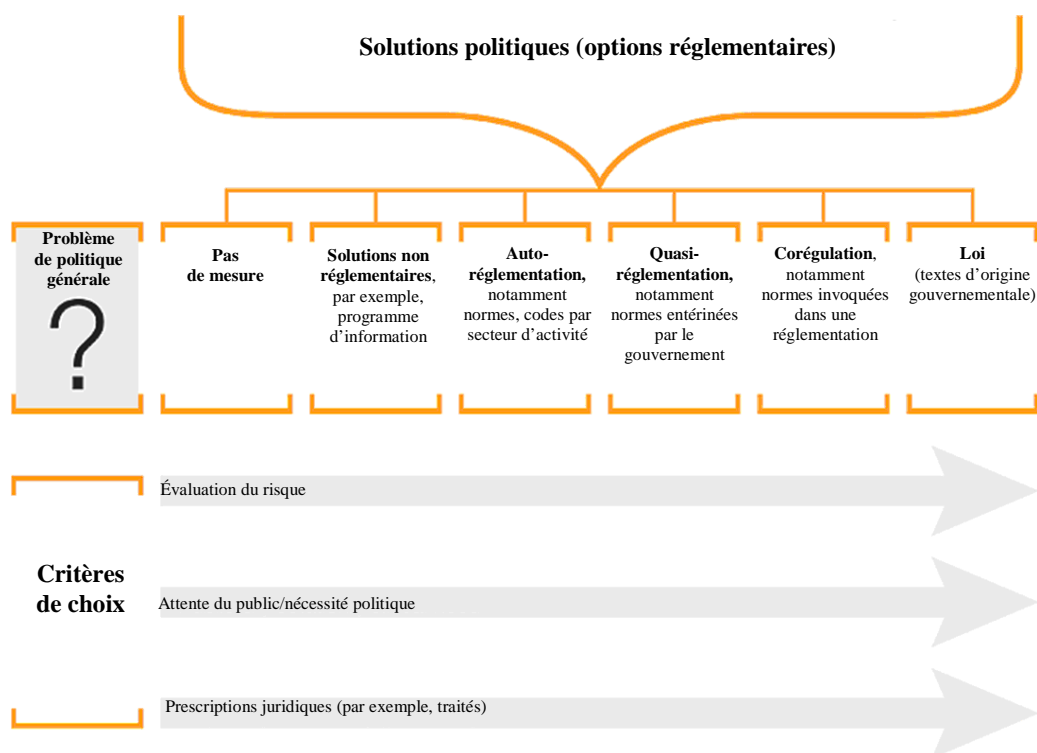 Solutions politiques (options réglementaires)
Problème
de politique
générale
?
Pas
de mesure
Solutions non
réglementaires,
par exemple,
programme
d’information
Auto-
réglementation,
notamment
normes, codes par
secteur d’activité
Quasi-
réglementation,
notamment
normes entérinées
par le
gouvernement
Corégulation,
notamment
normes invoquées
dans une
réglementation
Loi
(textes d’origine
gouvernementale)
Critères
de choix
Évaluation du risque
Attente du public/nécessité politique
Prescriptions juridiques (par exemple, traités)